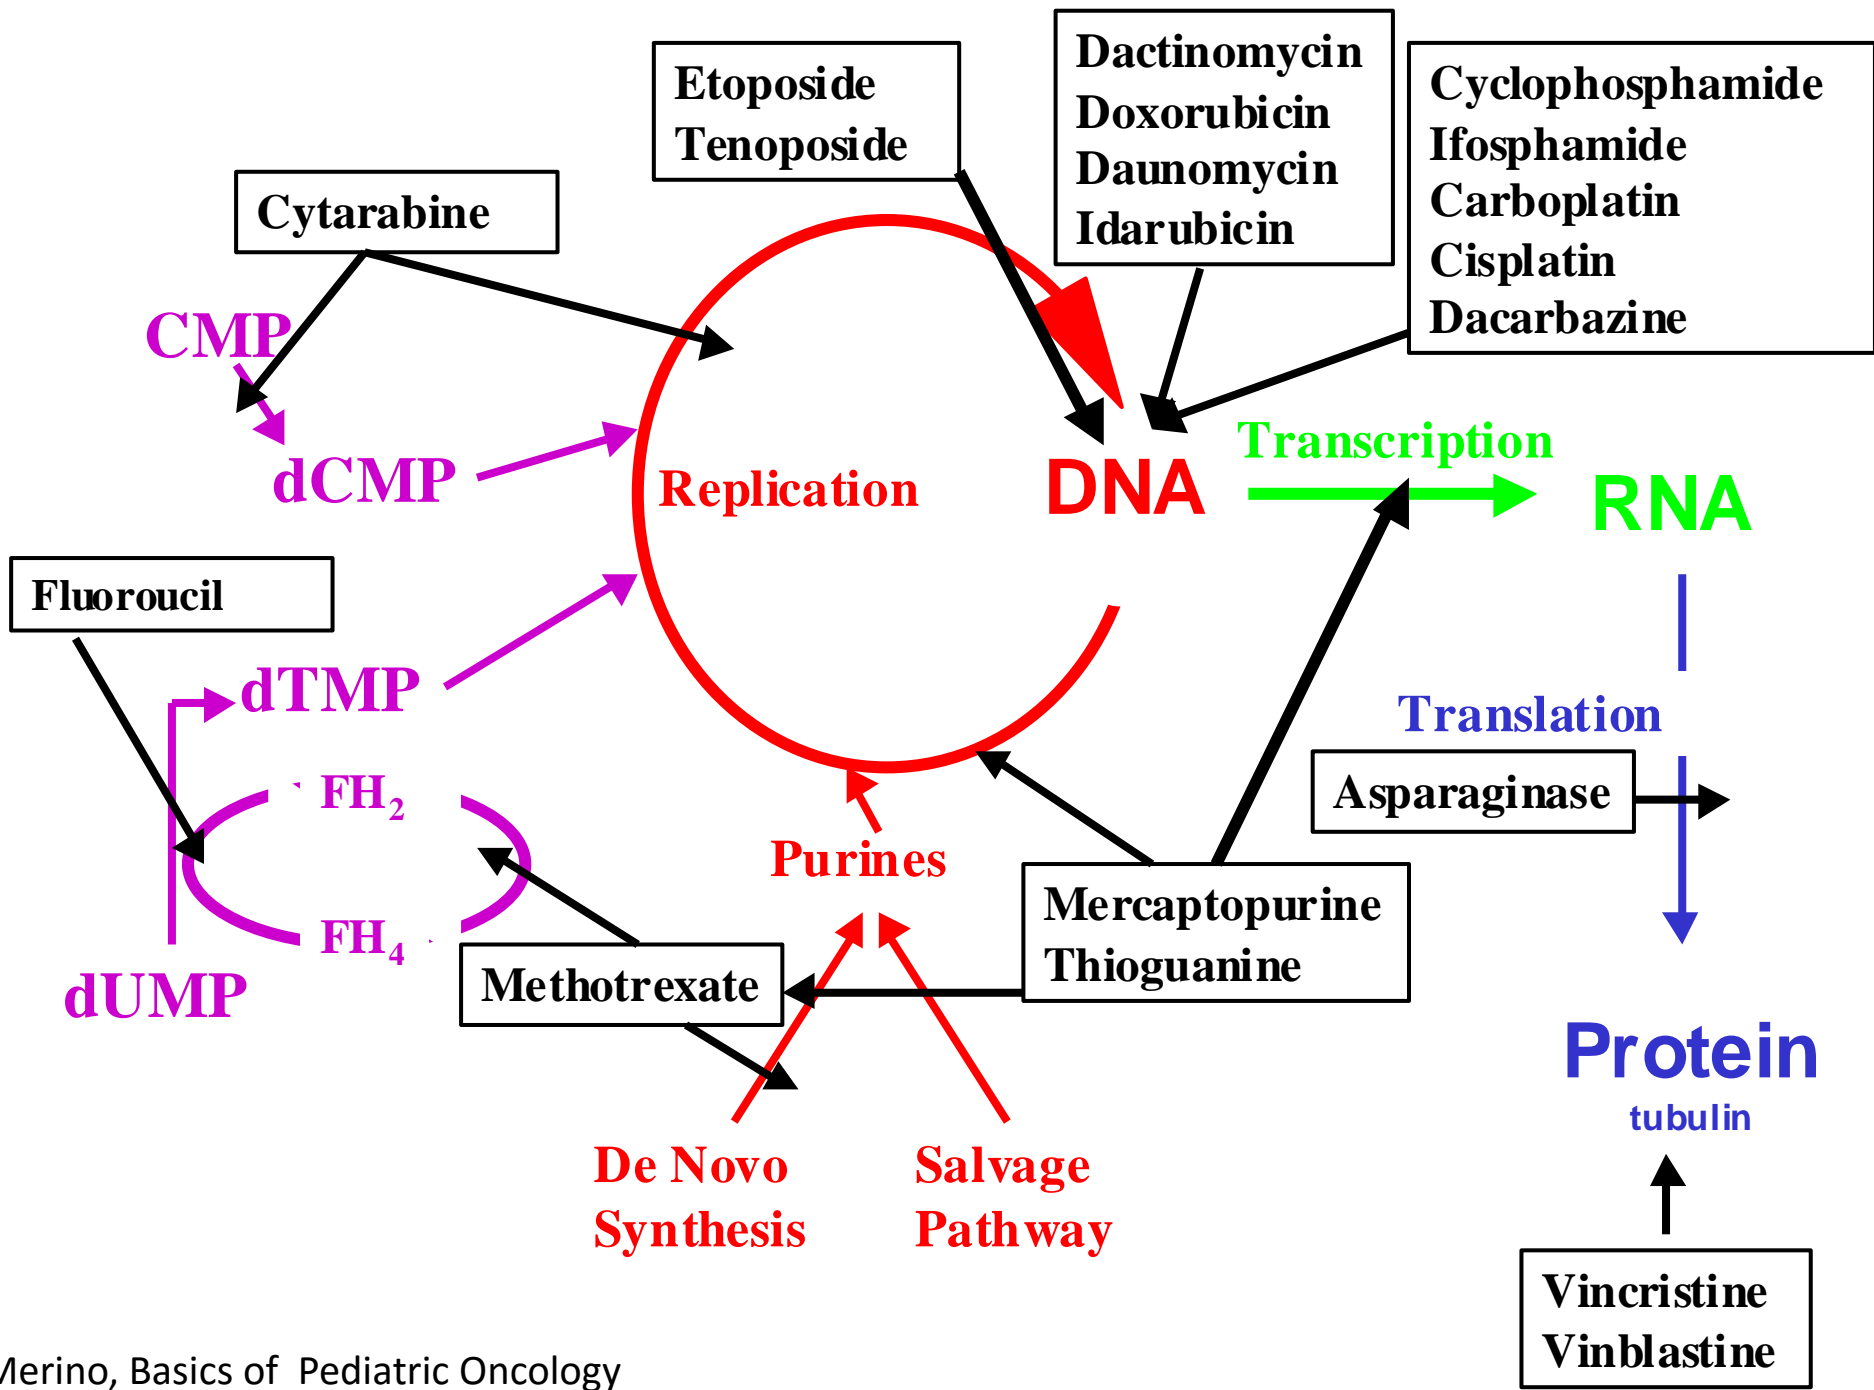 Etoposide
Tenoposide
Dactinomycin
Doxorubicin
Daunomycin
Idarubicin
Cyclophosphamide
Ifosphamide
Carboplatin
Cisplatin
Dacarbazine
Cytarabine
CMP
dCMP
Replication
DNA
Transcription
RNA
Fluoroucil
dTMP
Translation
FH2
Asparaginase
Purines
FH4
Mercaptopurine
Thioguanine
dUMP
Methotrexate
Protein
tubulin
De Novo
Synthesis
Salvage
Pathway
Vincristine
Vinblastine
Merino, Basics of  Pediatric Oncology